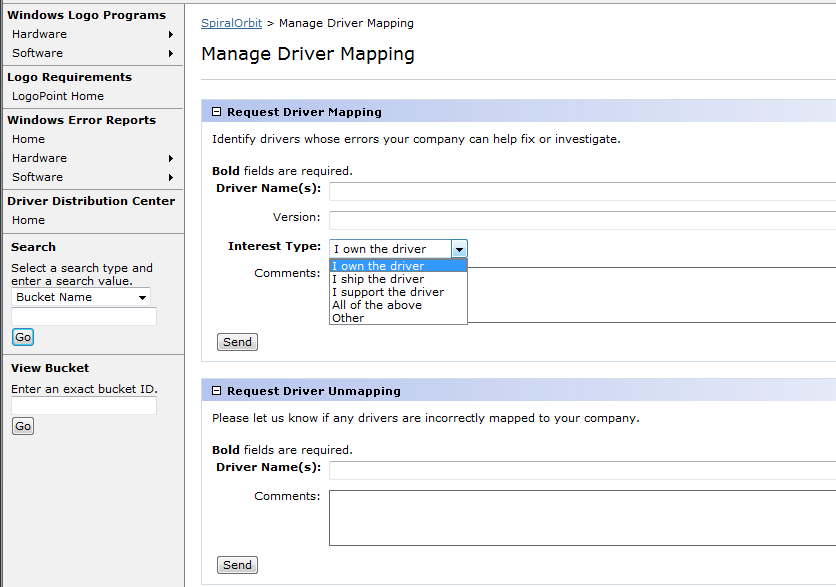 Windows Logo Programs
Hardware
Software
Logo Requirements
LogoPoint Home
Windows Error Reports
Home
Hardware
Software
Driver Distribution Center
Home
Search
Select a search type and
enter a search value.
Bucket Name
Go
View Bucket
Enter an exact bucket ID.
Go
SpiralOrbit > Manage Driver Mapping
Manage Driver Mapping
Request Driver Mapping
Identify drivers whose errors your company can help fix or investigate.
Bold fields are required.
Driver Name(s):
Version:
Interest Type: I own the driver
I own the driver
Comments: I ship the driver
I support the driver
All of the above
Other
Send
Request Driver Unmapping
Please let us know if any drivers are incorrectly mapped to your company.
Bold fields are required.
Driver Name(s):
Comments:
Send